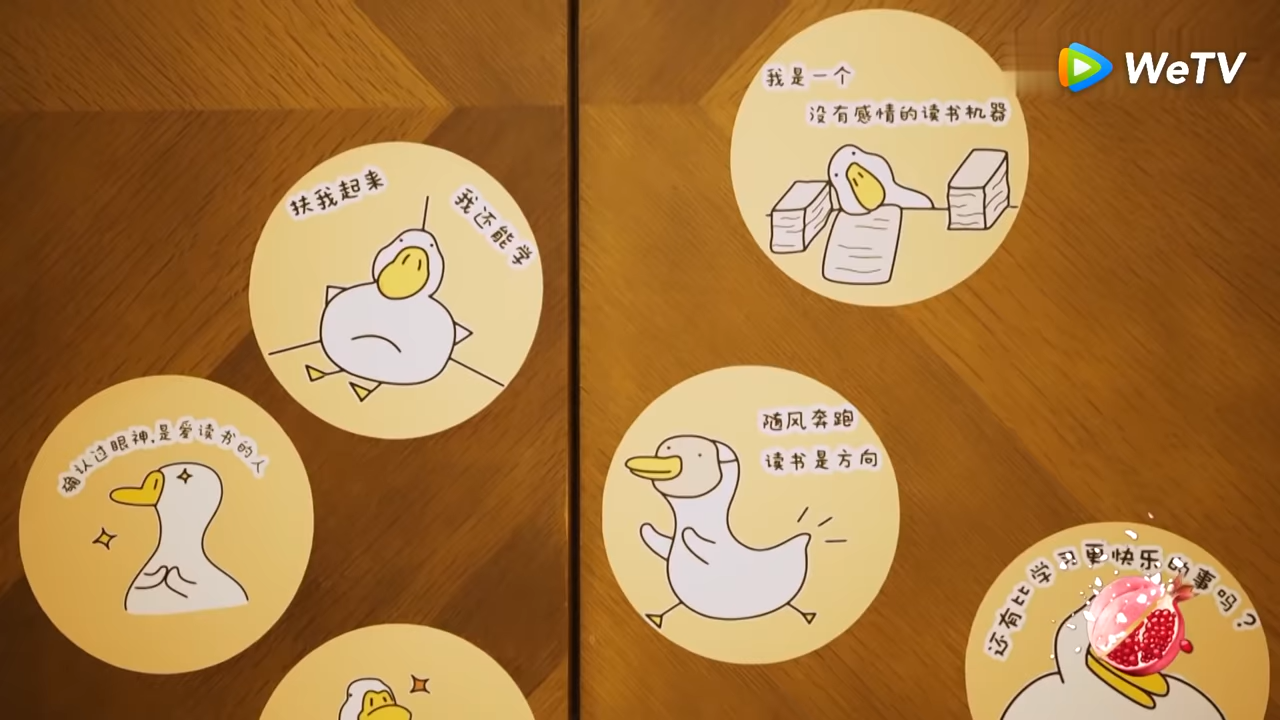 WeTV
我是一个
没有感情的读书机器
扶我起来
我还能学
确认过眼神,是爱读书的人
随风奔跑
读书是方向
还有比学习更快乐的事吗?